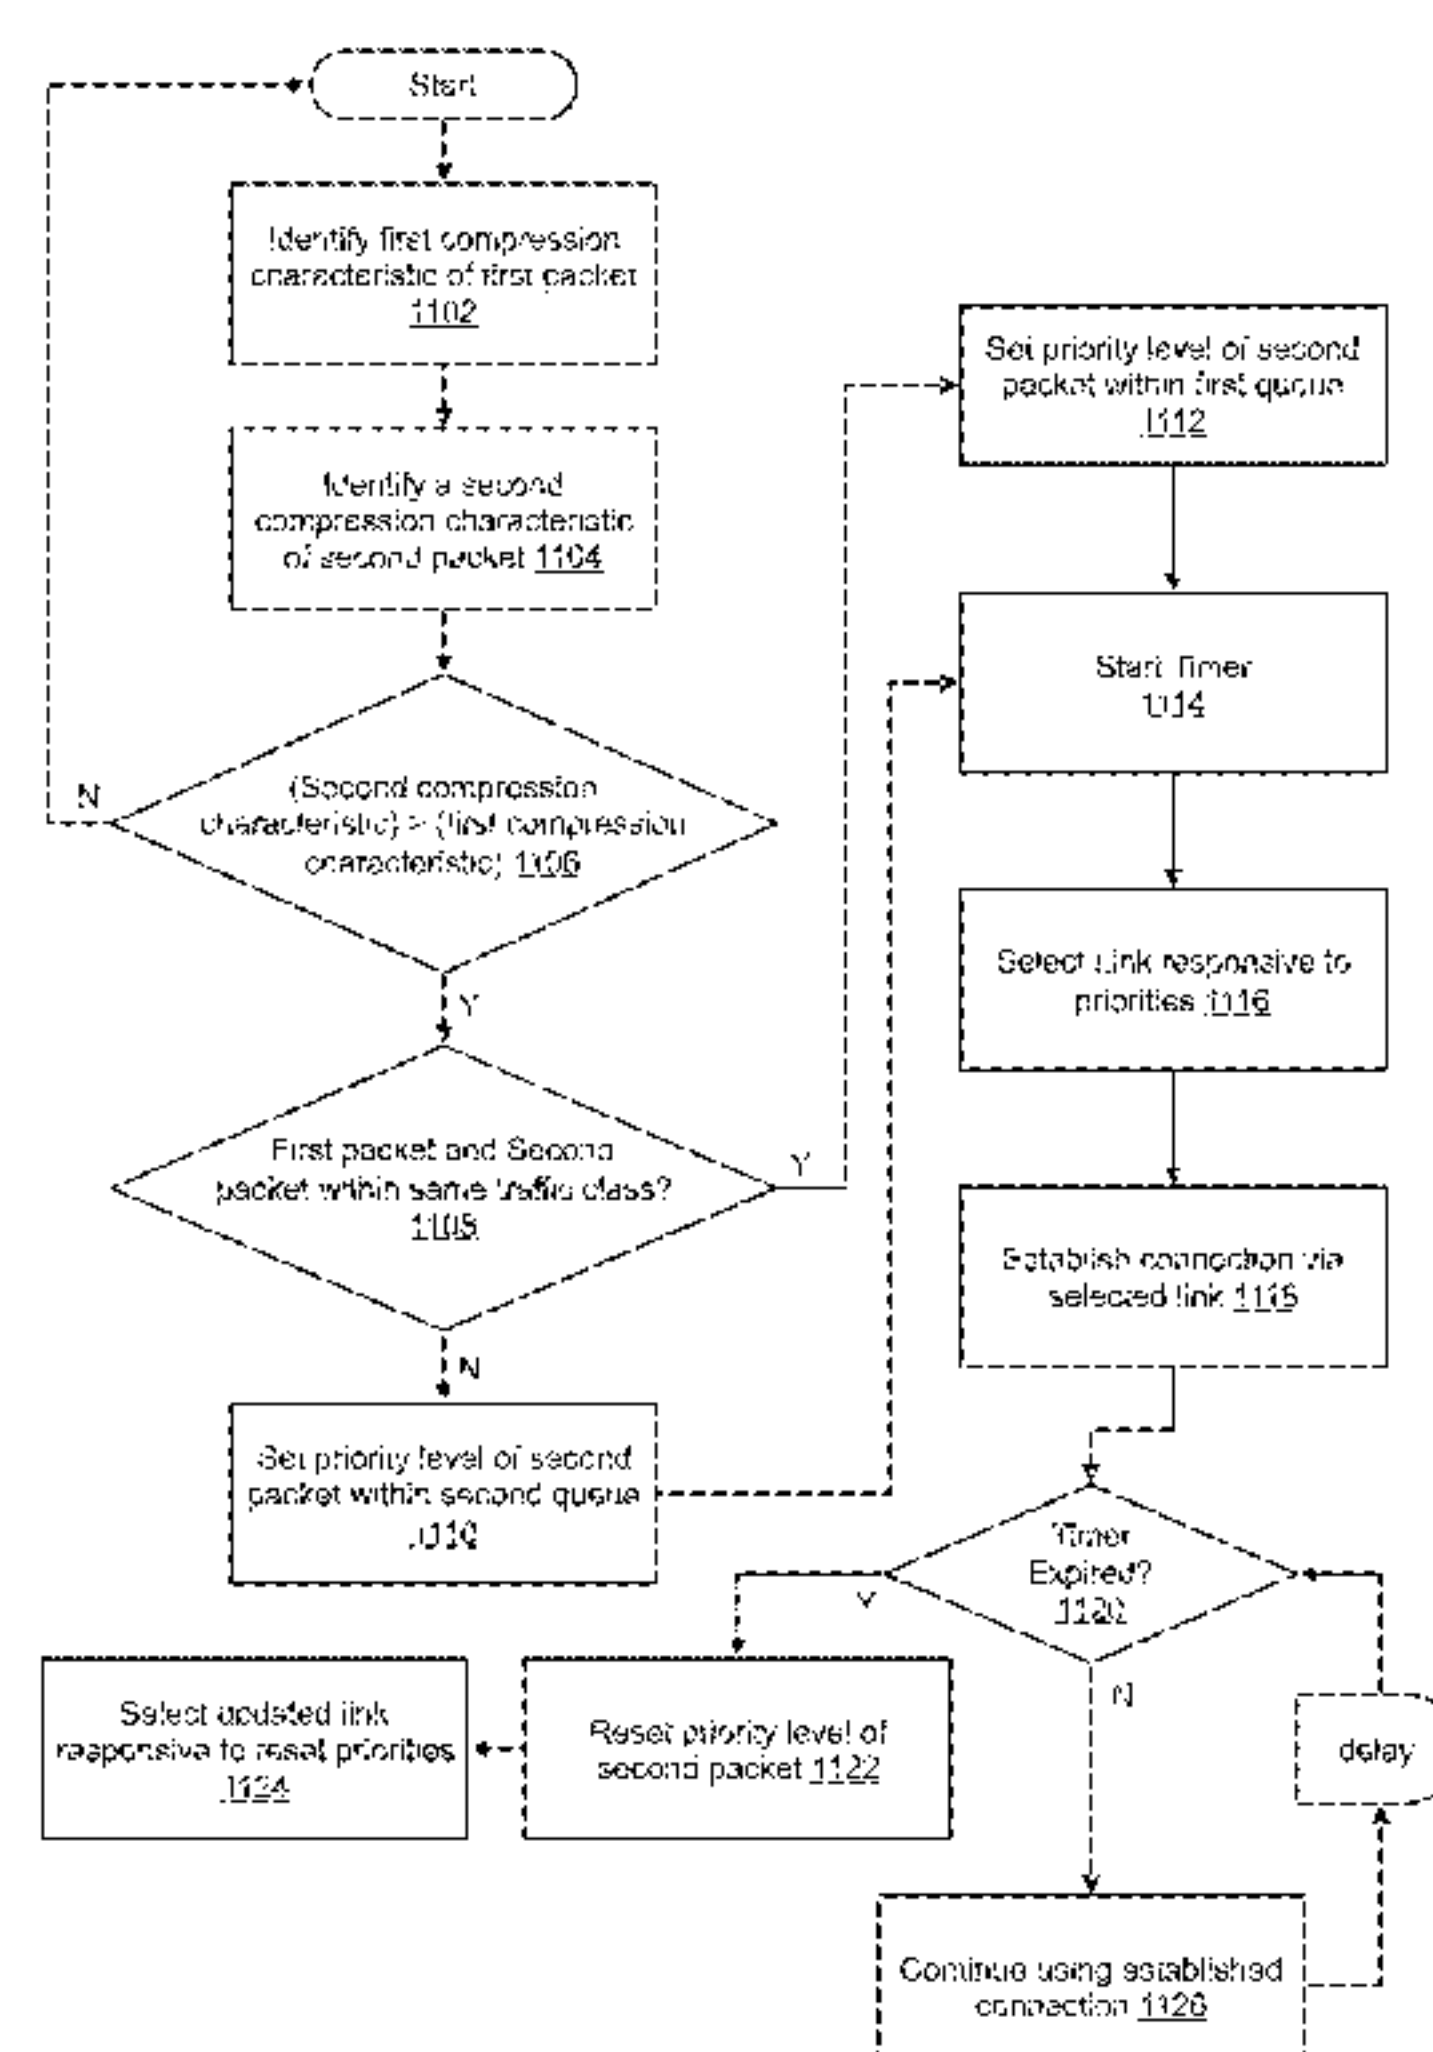 Start
Identify first compression
characteristic of first packet
1102
Identify a second
compression characteristic
of second packet 1104
N
(Second compression
characteristic) > (first compression
characteristic) 1106
Y
First packet and Second
packet within same traffic class?
1108
Y
N
Set priority level of second
packet within second queue
1110
Set priority level of second
packet within first queue
1112
Start Timer
1114
Select Link responsive to
priorities 1116
Establish connection via
selected link 1118
Timer
Expired?
1120
Y
N
Reset priority level of
second packet 1122
Select updated link
responsive to reset priorities
1124
delay
Continue using established
connection 1126